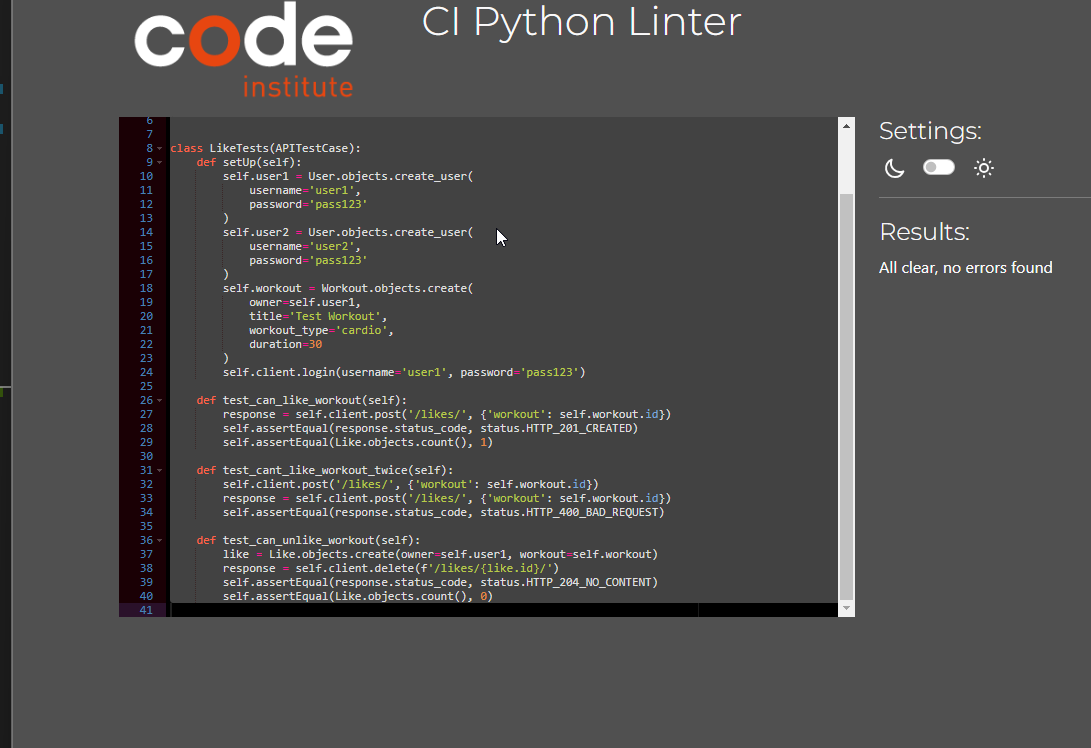 code
institute
CI Python Linter
6
7
8 class LikeTests(APITestCase):
9     def setUp(self):
10         self.user1 = User.objects.create_user(
11             username='user1',
12             password='pass123'
13         )
14         self.user2 = User.objects.create_user(
15             username='user2',
16             password='pass123'
17         )
18         self.workout = Workout.objects.create(
19             owner=self.user1,
20             title='Test Workout',
21             workout_type='cardio',
22             duration=30
23         )
24         self.client.login(username='user1', password='pass123')
25
26     def test_can_like_workout(self):
27         response = self.client.post('/likes/', {'workout': self.workout.id})
28         self.assertEqual(response.status_code, status.HTTP_201_CREATED)
29         self.assertEqual(Like.objects.count(), 1)
30
31     def test_cant_like_workout_twice(self):
32         self.client.post('/likes/', {'workout': self.workout.id})
33         response = self.client.post('/likes/', {'workout': self.workout.id})
34         self.assertEqual(response.status_code, status.HTTP_400_BAD_REQUEST)
35
36     def test_can_unlike_workout(self):
37         like = Like.objects.create(owner=self.user1, workout=self.workout)
38         response = self.client.delete(f'/likes/{like.id}/')
39         self.assertEqual(response.status_code, status.HTTP_204_NO_CONTENT)
40         self.assertEqual(Like.objects.count(), 0)
41
Settings:
Results:
All clear, no errors found